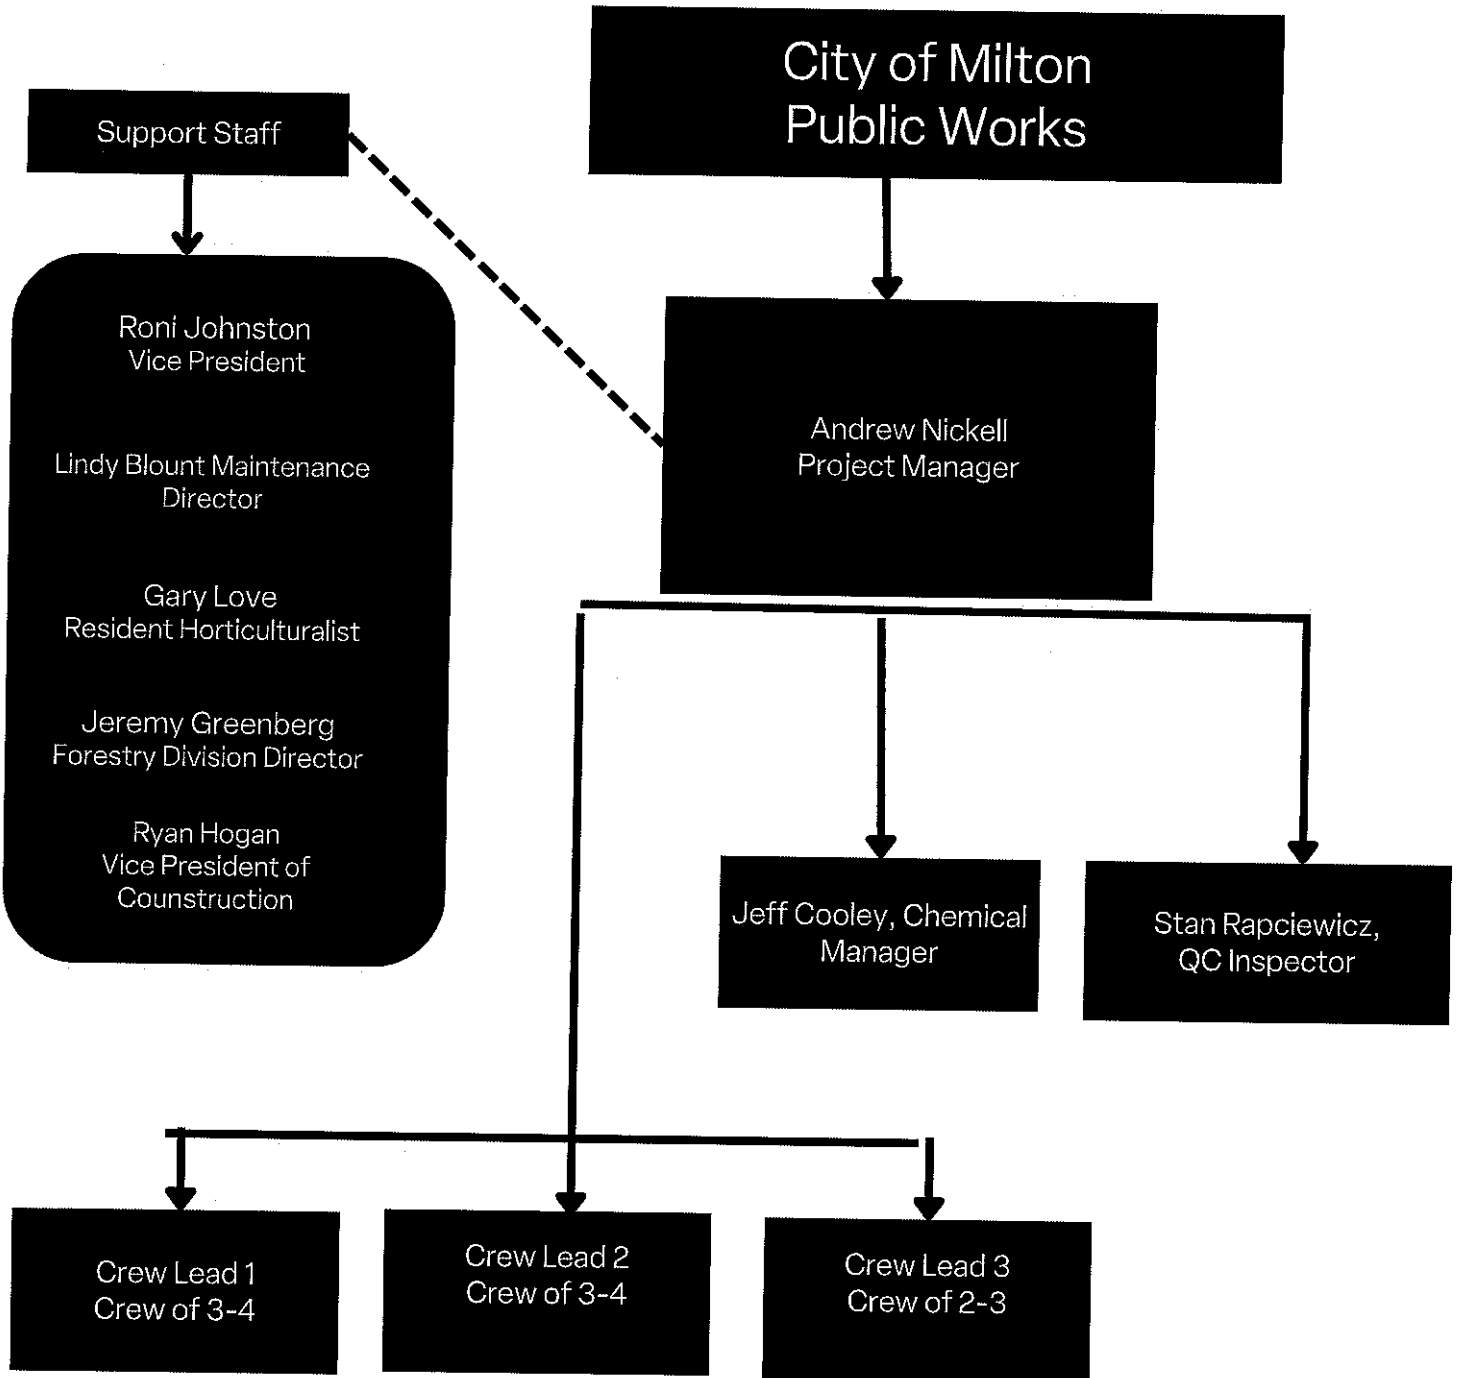 City of Milton
Public Works
Support Staff
Roni Johnston
Vice President
Lindy Blount Maintenance
Director
Gary Love
Resident Horticulturalist
Jeremy Greenberg
Forestry Division Director
Ryan Hogan
Vice President of
Counstruction
Andrew Nickell
Project Manager
Jeff Cooley, Chemical
Manager
Stan Rapciewicz,
QC Inspector
Crew Lead 1
Crew of 3-4
Crew Lead 2
Crew of 3-4
Crew Lead 3
Crew of 2-3